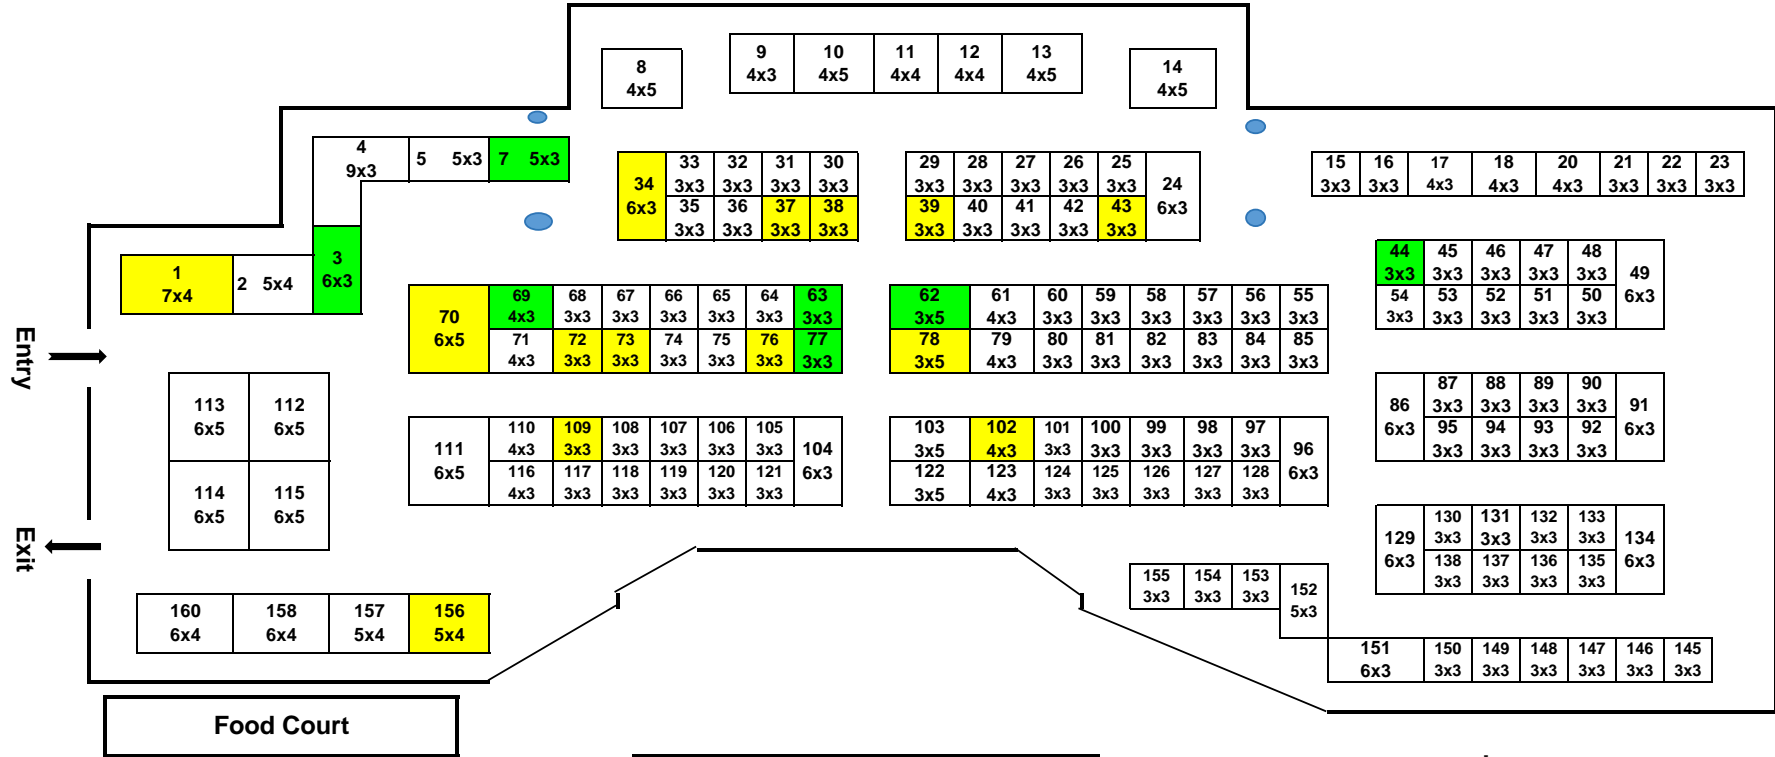 8
4x5
9
4x3
10
4x5
11
4x4
12
4x4
13
4x5
14
4x5
4
9x3
5 5x3
7 5x3
3
6x3
1
7x4
2 5x4
34
6x3
33 32 31 30
3x3 3x3 3x3 3x3
35 36 37 38
3x3 3x3 3x3 3x3
29 28 27 26 25
3x3 3x3 3x3 3x3 3x3
39 40 41 42 43
3x3 3x3 3x3 3x3 3x3
24
6x3
15 16 17 18 20 21 22 23
3x3 3x3 4x3 4x3 4x3 3x3 3x3 3x3
44 45 46 47 48
3x3 3x3 3x3 3x3 3x3
54 53 52 51 50
3x3 3x3 3x3 3x3 3x3
49
6x3
Entry
70
6x5
69 68 67 66 65 64 63
4x3 3x3 3x3 3x3 3x3 3x3 3x3
71 72 73 74 75 76 77
4x3 3x3 3x3 3x3 3x3 3x3 3x3
62 61 60 59 58 57 56 55
3x5 4x3 3x3 3x3 3x3 3x3 3x3 3x3
78 79 80 81 82 83 84 85
3x5 4x3 3x3 3x3 3x3 3x3 3x3 3x3
113 112
6x5 6x5
114 115
6x5 6x5
111
6x5
110 109 108 107 106 105
4x3 3x3 3x3 3x3 3x3 3x3
116 117 118 119 120 121
4x3 3x3 3x3 3x3 3x3 3x3
104
6x3
103 102 101 100 99 98 97
3x5 4x3 3x3 3x3 3x3 3x3 3x3
122 123 124 125 126 127 128
3x5 4x3 3x3 3x3 3x3 3x3 3x3
96
6x3
86
6x3
87 88 89 90
3x3 3x3 3x3 3x3
95 94 93 92
3x3 3x3 3x3 3x3
91
6x3
Exit
129
6x3
130 131 132 133
3x3 3x3 3x3 3x3
138 137 136 135
3x3 3x3 3x3 3x3
134
6x3
155 154 153
3x3 3x3 3x3
152
5x3
160 158 157 156
6x4 6x4 5x4 5x4
151 150 149 148 147 146 145
6x3 3x3 3x3 3x3 3x3 3x3 3x3
Food Court